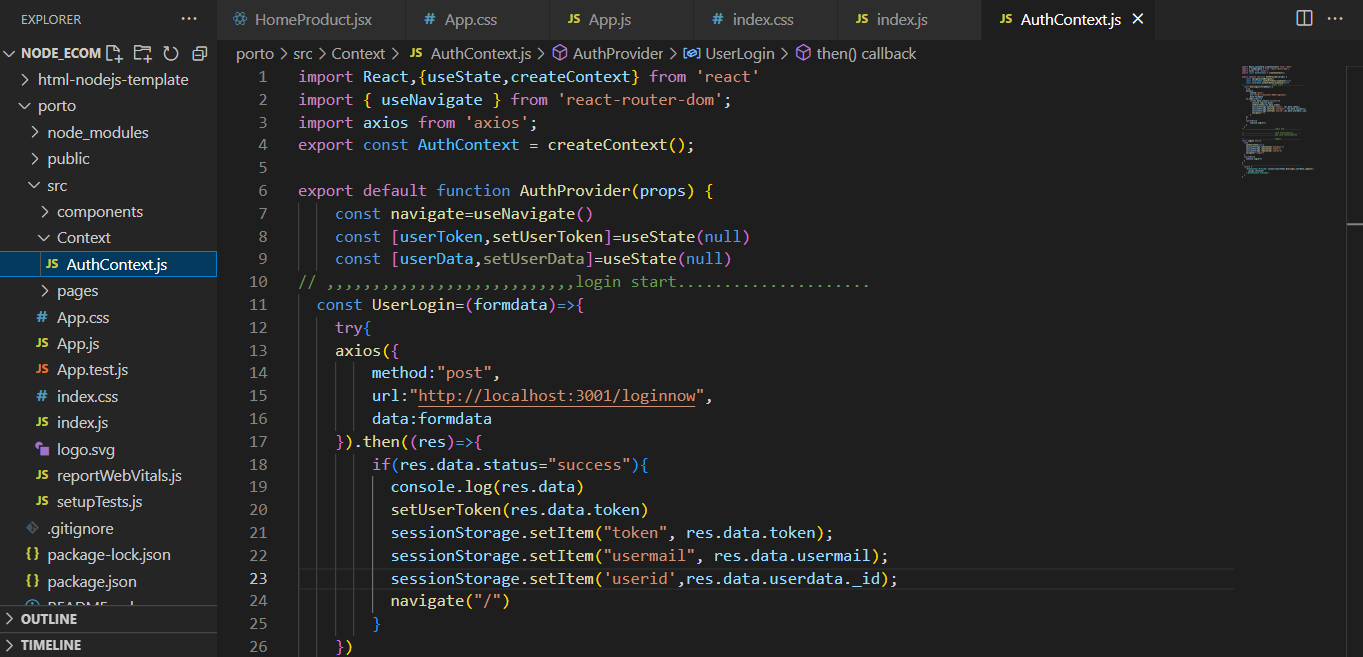 EXPLORER
···
HomeProduct.jsx
# App.css
JS App.js
# index.css
JS index.js
JS AuthContext.js
···
NODE_ECOM
html-nodejs-template
porto
node_modules
public
src
components
Context
JS AuthContext.js
pages
# App.css
JS App.js
JS App.test.js
# index.css
JS index.js
logo.svg
JS reportWebVitals.js
JS setupTests.js
.gitignore
{} package-lock.json
{} package.json
OUTLINE
TIMELINE
porto > src > Context > JS AuthContext.js > AuthProvider > UserLogin > then() callback
1 import React,{useState,createContext} from 'react'
2 import { useNavigate } from 'react-router-dom';
3 import axios from 'axios';
4 export const AuthContext = createContext();
5
6 export default function AuthProvider(props) {
7 const navigate=useNavigate()
8 const [userToken,setUserToken]=useState(null)
9 const [userData,setUserData]=useState(null)
10 // ,,,,,,,,,,,,,,,,,,,,,,,,,,,login start.....................
11 const UserLogin=(formdata)=>{
12 try{
13 axios({
14 method:"post",
15 url:"http://localhost:3001/loginnow",
16 data:formdata
17 }).then((res)=>{
18 if(res.data.status="success"){
19 console.log(res.data)
20 setUserToken(res.data.token)
21 sessionStorage.setItem("token", res.data.token);
22 sessionStorage.setItem("usermail", res.data.usermail);
23 sessionStorage.setItem('userid',res.data.userdata._id);
24 navigate("/")
25 }
26 })